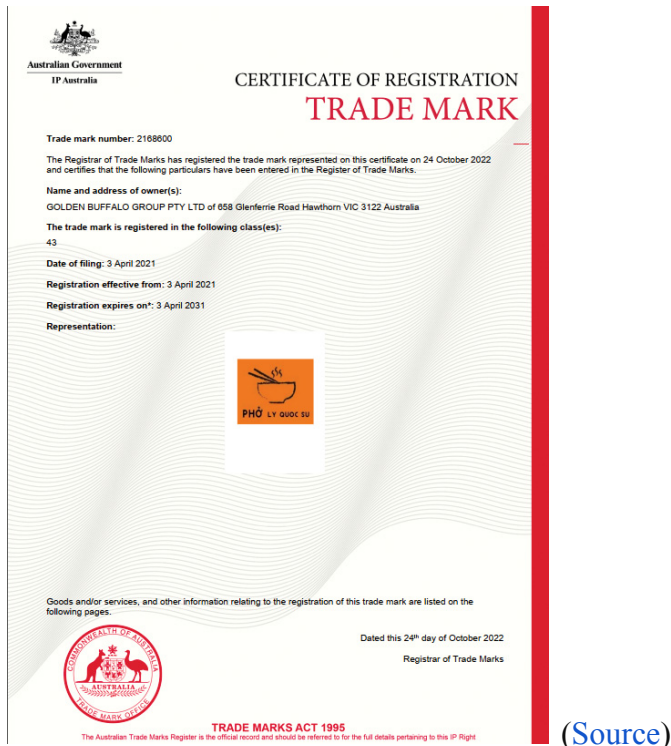 Australian Government
IP Australia
CERTIFICATE OF REGISTRATION
TRADE MARK
Trade mark number: 2168600
The Registrar of Trade Marks has registered the trade mark represented on this certificate on 24 October 2022
and certifies that the following particulars have been entered in the Register of Trade Marks.
Name and address of owner(s):
GOLDEN BUFFALO GROUP PTY LTD of 658 Glenferrie Road Hawthorn VIC 3122 Australia
The trade mark is registered in the following class(es):
43
Date of filing: 3 April 2021
Registration effective from: 3 April 2021
Registration expires on*: 3 April 2031
Representation:
PHỞ LY QUOC SU
Goods and/or services, and other information relating to the registration of this trade mark are listed on the
following pages.
COMMONWEALTH OF AUSTRALIA
AUSTRALIA
TRADE MARK OFFICE
Dated this 24th day of October 2022
Registrar of Trade Marks
TRADE MARKS ACT 1995
The Australian Trade Marks Register is the official record and should be referred to for the full details pertaining to this IP Right
(Source)